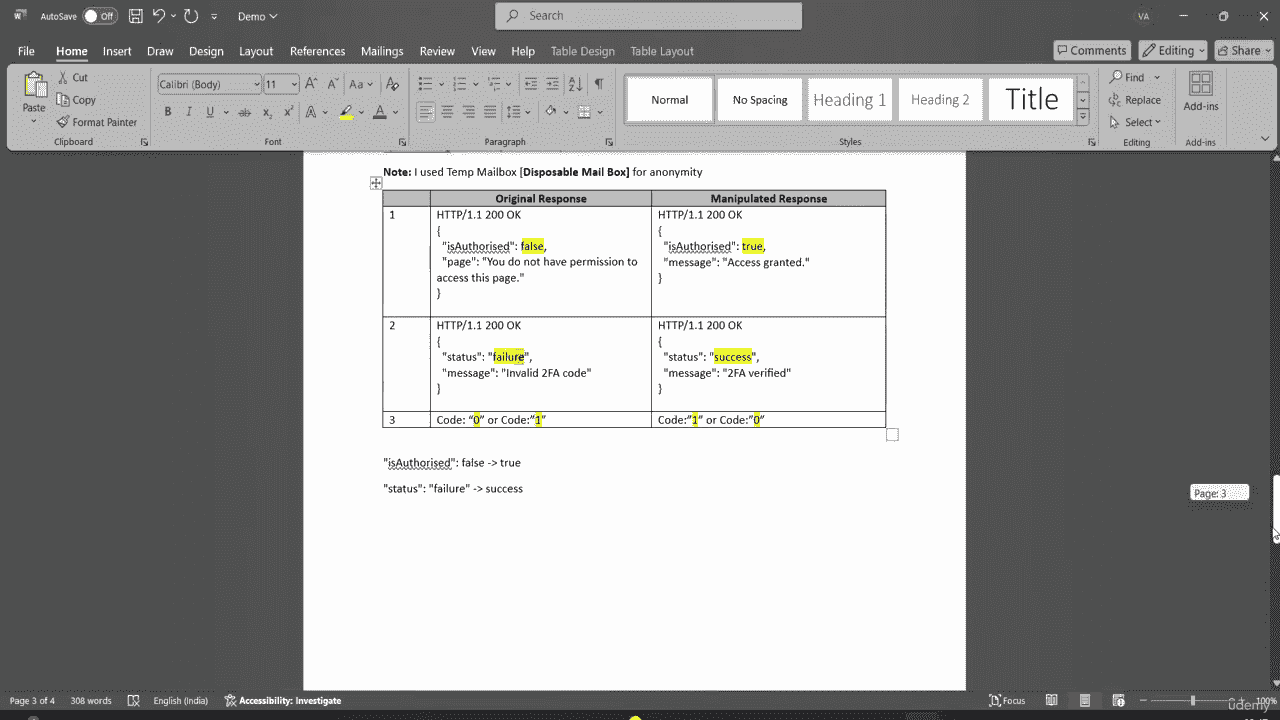 AutoSave Off Demo Search VA
File Home Insert Draw Design Layout References Mailings Review View Help Table Design Table Layout Comments Editing Share
Paste Cut Copy Format Painter Clipboard
Calibri (Body) 11 Aa B I U ab x x A A Font
Paragraph
Normal No Spacing Heading 1 Heading 2 Title Styles
Find Replace Select Editing
Add-ins Add-ins
Note: I used Temp Mailbox [Disposable Mail Box] for anonymity
Original Response Manipulated Response
1
HTTP/1.1 200 OK
{
"isAuthorised": false,
"page": "You do not have permission to
access this page."
}
HTTP/1.1 200 OK
{
"isAuthorised": true,
"message": "Access granted."
}
2
HTTP/1.1 200 OK
{
"status": "failure",
"message": "Invalid 2FA code"
}
HTTP/1.1 200 OK
{
"status": "success",
"message": "2FA verified"
}
3
Code: “0” or Code:”1”
Code:”1” or Code:”0”
"isAuthorised": false -> true
"status": "failure" -> success
Page: 3
Page 3 of 4 308 words English (India) Accessibility: Investigate Focus 100%
udemy